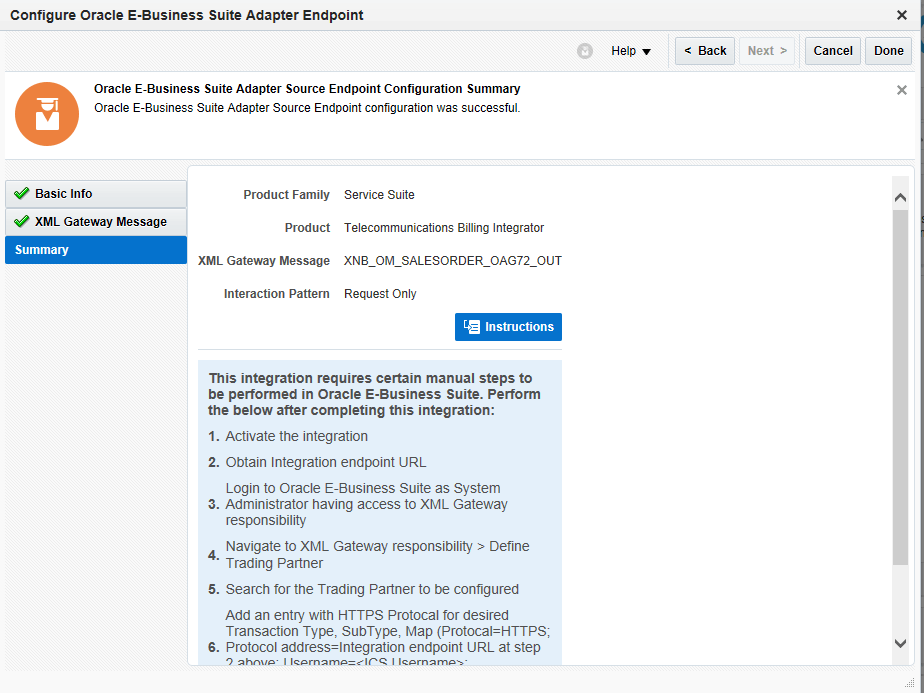 Configure Oracle E-Business Suite Adapter Endpoint
Help
< Back
Next >
Cancel
Done
Oracle E-Business Suite Adapter Source Endpoint Configuration Summary
Oracle E-Business Suite Adapter Source Endpoint configuration was successful.
Basic Info
XML Gateway Message
Summary
Product Family Service Suite
Product Telecommunications Billing Integrator
XML Gateway Message XNB_OM_SALESORDER_OAG72_OUT
Interaction Pattern Request Only
Instructions
This integration requires certain manual steps to
be performed in Oracle E-Business Suite. Perform
the below after completing this integration:
1. Activate the integration
2. Obtain Integration endpoint URL
Login to Oracle E-Business Suite as System
3. Administrator having access to XML Gateway
responsibility
Navigate to XML Gateway responsibility > Define
4. Trading Partner
5. Search for the Trading Partner to be configured
Add an entry with HTTPS Protocal for desired
Transaction Type, SubType, Map (Protocal=HTTPS;
6. Protocol address=Integration endpoint URL at step
2 above; Username=<ICS Username>;